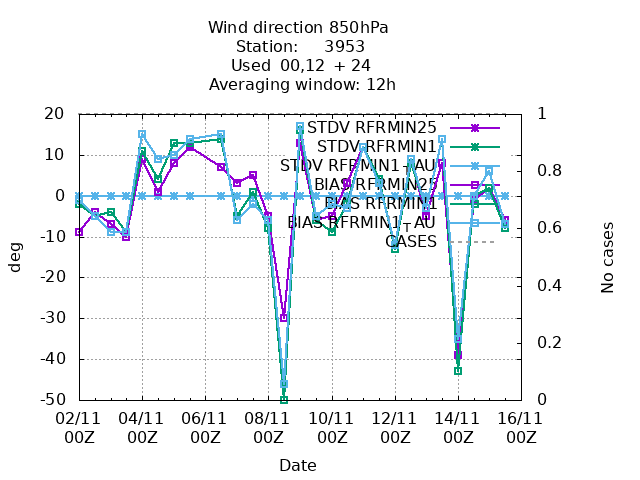 Wind direction 850hPa
Station: 3953
Used 00,12 + 24
Averaging window: 12h
20
10
0
-10
-20
-30
-40
-50
deg
1
0.8
0.6
0.4
0.2
0
No cases
STDV RFRMIN25
STDV RFRMIN1
STDV RFRMIN1_AU
BIAS RFRMIN25
BIAS RFRMIN1
BIAS RFRMIN1_AU
CASES
02/11 04/11 06/11 08/11 10/11 12/11 14/11 16/11
00Z 00Z 00Z 00Z 00Z 00Z 00Z 00Z
Date